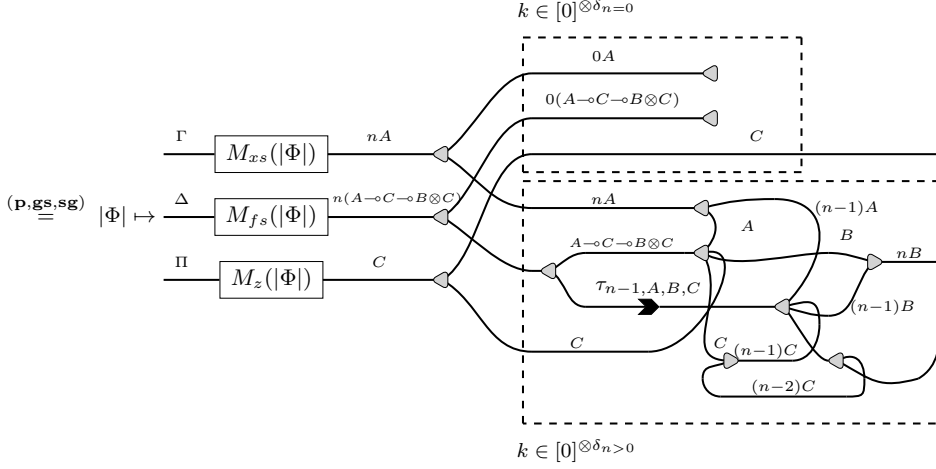 k ∈ [0]^{⊗δ_{n=0}}
0A
0(A⊸C⊸B⊗C)
C
Γ
M_{xs}(|Φ|)
nA
(p,gs,sg)
=
|Φ| ↦
Δ
M_{fs}(|Φ|)
n(A⊸C⊸B⊗C)
Π
M_z(|Φ|)
C
nA
(n−1)A
A
B
A⊸C⊸B⊗C
nB
τ_{n−1,A,B,C}
(n−1)B
C
C
(n−1)C
(n−2)C
k ∈ [0]^{⊗δ_{n>0}}